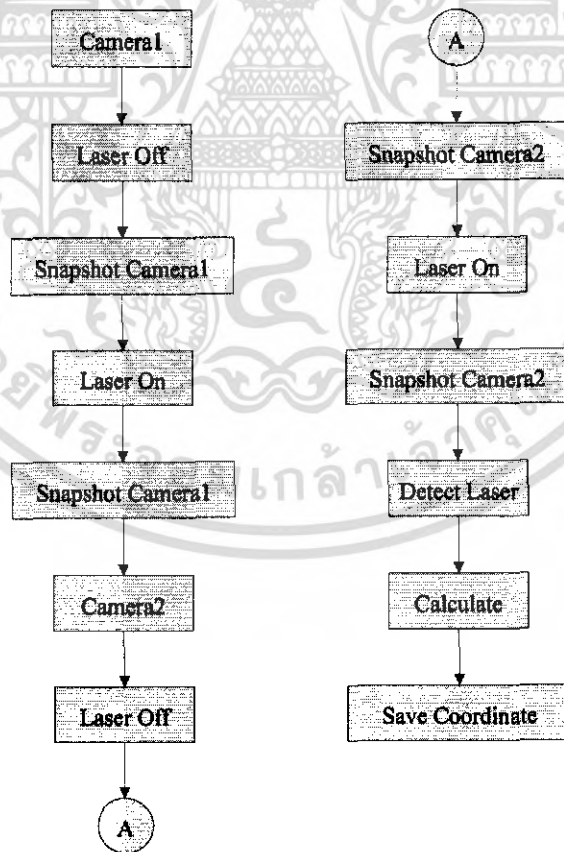 Camera1
Laser Off
Snapshot Camera1
Laser On
Snapshot Camera1
Camera2
Laser Off
A
A
Snapshot Camera2
Laser On
Snapshot Camera2
Detect Laser
Calculate
Save Coordinate